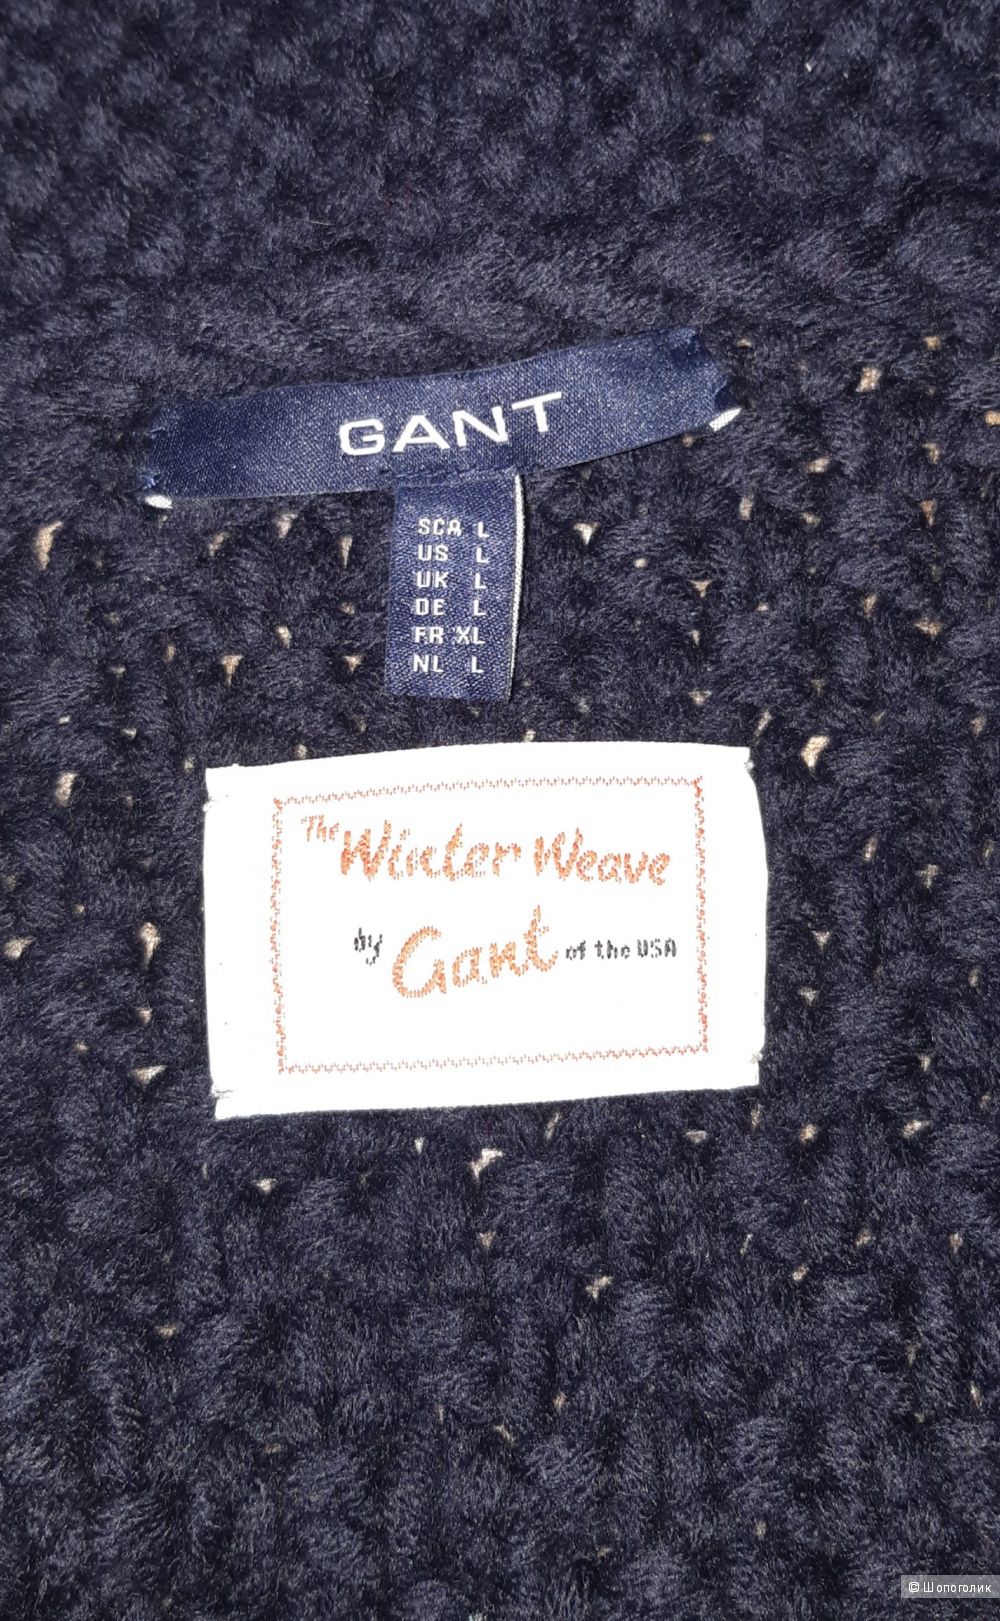 GANT
SCA L
US L
UK L
DE L
FR XL
NL L
The Winter Weave
by Gant of the USA
© Шопоголик